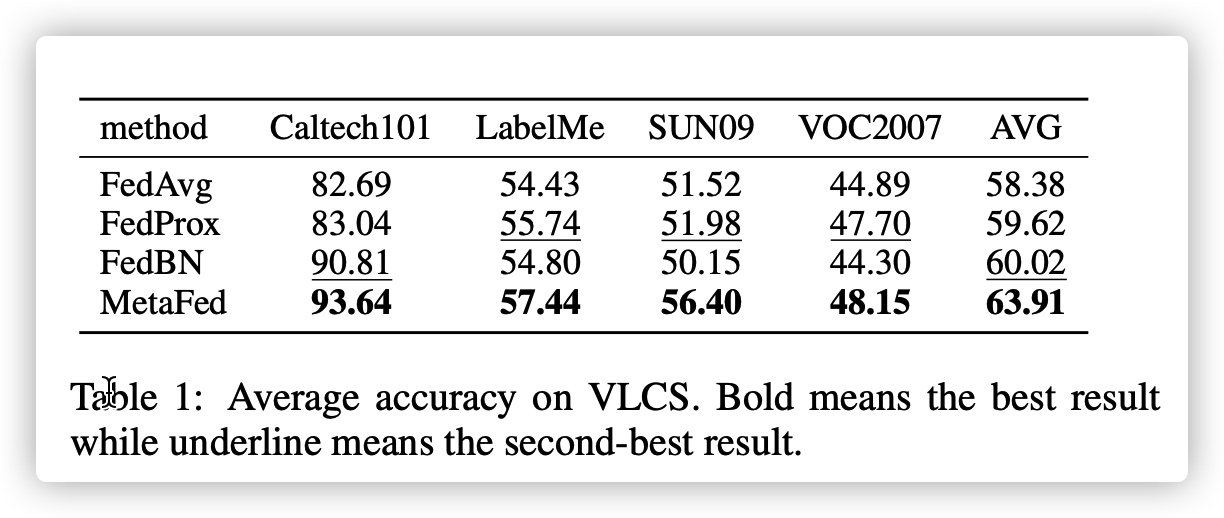 method Caltech101 LabelMe SUN09 VOC2007 AVG
FedAvg 82.69 54.43 51.52 44.89 58.38
FedProx 83.04 55.74 51.98 47.70 59.62
FedBN 90.81 54.80 50.15 44.30 60.02
MetaFed 93.64 57.44 56.40 48.15 63.91
Table 1: Average accuracy on VLCS. Bold means the best result
while underline means the second-best result.